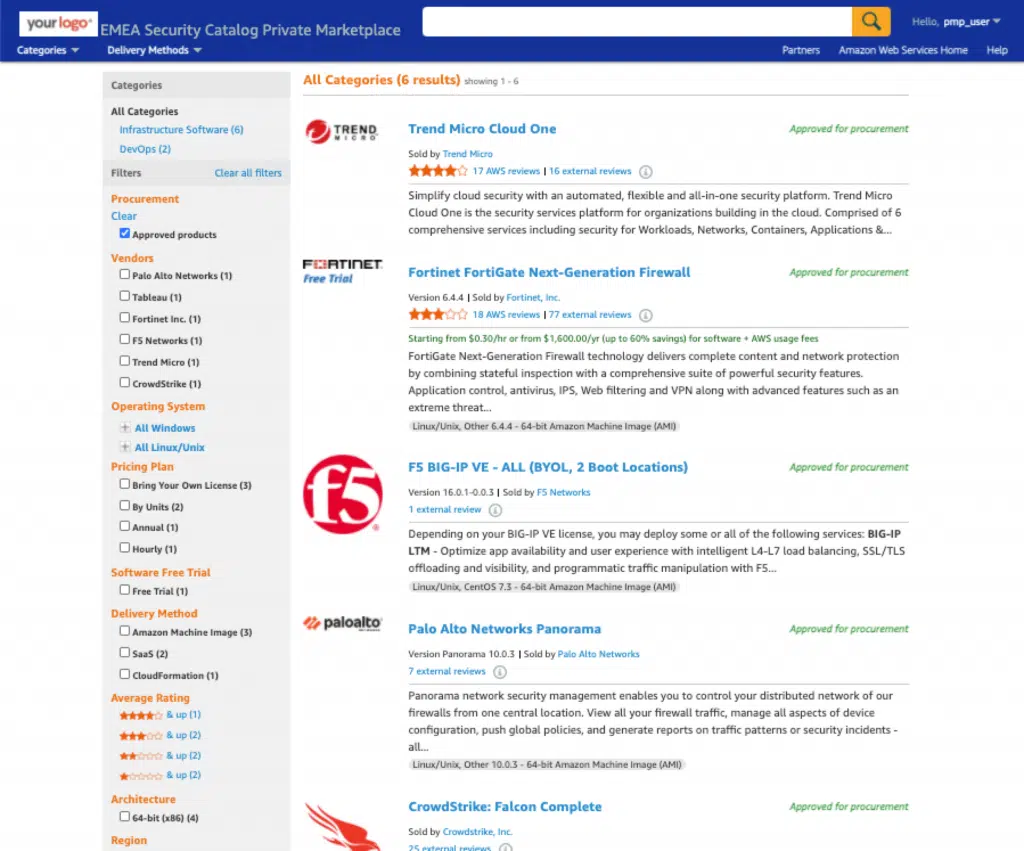 your logo EMEA Security Catalog Private Marketplace
Hello, pmp_user
Categories Delivery Methods Partners Amazon Web Services Home Help
Categories
All Categories
Infrastructure Software (6)
DevOps (2)
Filters Clear all filters
Procurement
Clear
Approved products
Vendors
Palo Alto Networks (1)
Tableau (1)
Fortinet Inc. (1)
F5 Networks (1)
Trend Micro (1)
CrowdStrike (1)
Operating System
All Windows
All Linux/Unix
Pricing Plan
Bring Your Own License (3)
By Units (2)
Annual (1)
Hourly (1)
Software Free Trial
Free Trial (1)
Delivery Method
Amazon Machine Image (3)
SaaS (2)
CloudFormation (1)
Average Rating
& up (1)
& up (2)
& up (2)
& up (2)
Architecture
64-bit (x86) (4)
Region
All Categories (6 results) showing 1 - 6
TREND
MICRO
Trend Micro Cloud One Approved for procurement
Sold by Trend Micro
17 AWS reviews | 16 external reviews
Simplify cloud security with an automated, flexible and all-in-one security platform. Trend Micro
Cloud One is the security services platform for organizations building in the cloud. Comprised of 6
comprehensive services including security for Workloads, Networks, Containers, Applications &...
FORTINET
Free Trial
Fortinet FortiGate Next-Generation Firewall Approved for procurement
Version 6.4.4 | Sold by Fortinet, Inc.
18 AWS reviews | 77 external reviews
Starting from $0.30/hr or from $1,600.00/yr (up to 60% savings) for software + AWS usage fees
FortiGate Next-Generation Firewall technology delivers complete content and network protection
by combining stateful inspection with a comprehensive suite of powerful security features.
Application control, antivirus, IPS, Web filtering and VPN along with advanced features such as an
extreme threat...
Linux/Unix, Other 6.4.4 - 64-bit Amazon Machine Image (AMI)
f5
F5 BIG-IP VE - ALL (BYOL, 2 Boot Locations) Approved for procurement
Version 16.0.1-0.0.3 | Sold by F5 Networks
1 external review
Depending on your BIG-IP VE license, you may deploy some or all of the following services: BIG-IP
LTM - Optimize app availability and user experience with intelligent L4-L7 load balancing, SSL/TLS
offloading and visibility, and programmatic traffic manipulation with F5...
Linux/Unix, CentOS 7.3 - 64-bit Amazon Machine Image (AMI)
paloalto
Palo Alto Networks Panorama Approved for procurement
Version Panorama 10.0.3 | Sold by Palo Alto Networks
7 external reviews
Panorama network security management enables you to control your distributed network of our
firewalls from one central location. View all your firewall traffic, manage all aspects of device
configuration, push global policies, and generate reports on traffic patterns or security incidents -
all...
Linux/Unix, Other 10.0.3 - 64-bit Amazon Machine Image (AMI)
CrowdStrike: Falcon Complete Approved for procurement
Sold by Crowdstrike, Inc.
25 external reviews